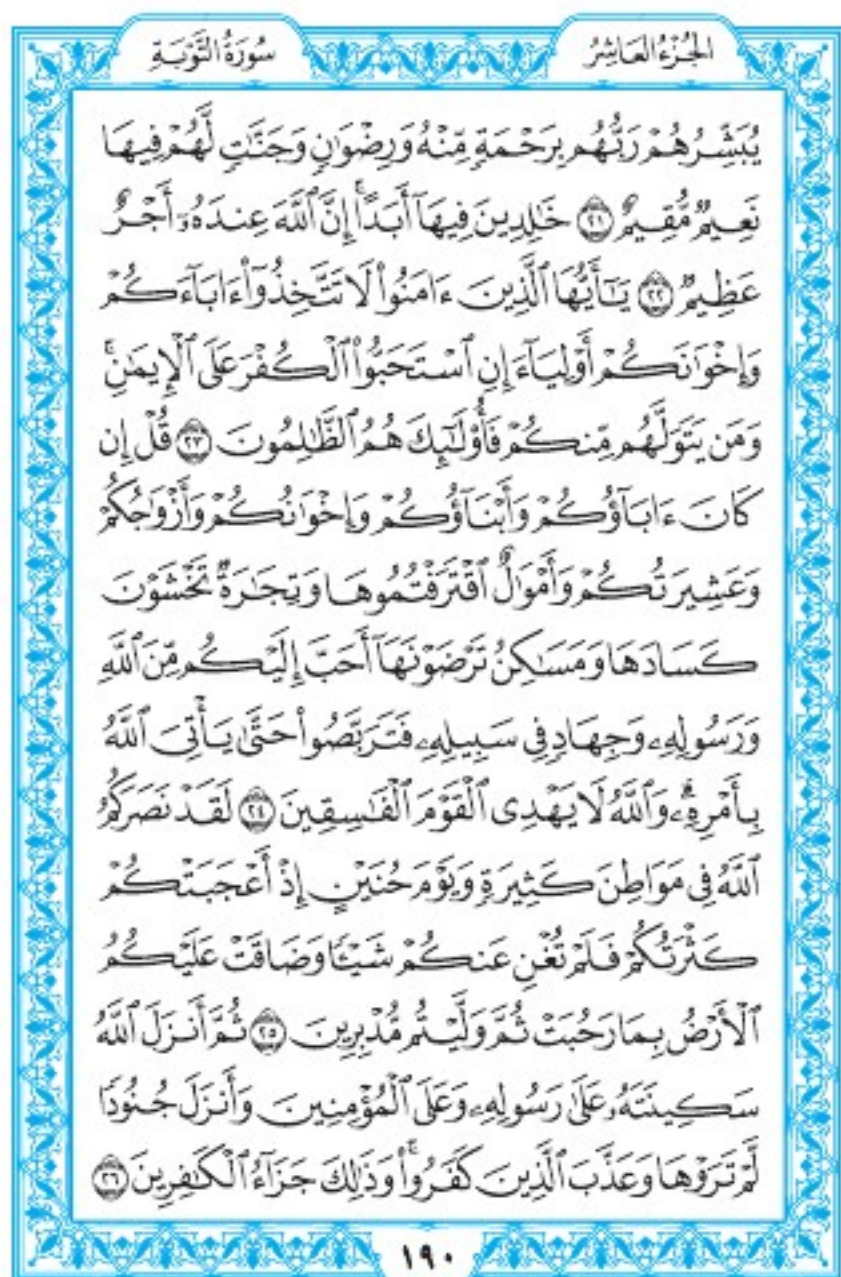 الجُزْءُ العَاشِرُ
سُورَةُ التَّوْبَةِ
يُبَشِّرُهُمْ رَبُّهُم بِرَحْمَةٍ مِّنْهُ وَرِضْوَٰنٍ وَجَنَّٰتٍ لَّهُمْ فِيهَا
نَعِيمٌ مُّقِيمٌ ٢١ خَٰلِدِينَ فِيهَآ أَبَدًا ۚ إِنَّ ٱللَّهَ عِندَهُۥٓ أَجْرٌ
عَظِيمٌ ٢٢ يَٰٓأَيُّهَا ٱلَّذِينَ ءَامَنُوا۟ لَا تَتَّخِذُوٓا۟ ءَابَآءَكُمْ
وَإِخْوَٰنَكُمْ أَوْلِيَآءَ إِنِ ٱسْتَحَبُّوا۟ ٱلْكُفْرَ عَلَى ٱلْإِيمَٰنِ ۚ
وَمَن يَتَوَلَّهُم مِّنكُمْ فَأُو۟لَٰٓئِكَ هُمُ ٱلظَّٰلِمُونَ ٢٣ قُلْ إِن
كَانَ ءَابَآؤُكُمْ وَأَبْنَآؤُكُمْ وَإِخْوَٰنُكُمْ وَأَزْوَٰجُكُمْ
وَعَشِيرَتُكُمْ وَأَمْوَٰلٌ ٱقْتَرَفْتُمُوهَا وَتِجَٰرَةٌ تَخْشَوْنَ
كَسَادَهَا وَمَسَٰكِنُ تَرْضَوْنَهَآ أَحَبَّ إِلَيْكُم مِّنَ ٱللَّهِ
وَرَسُولِهِۦ وَجِهَادٍ فِى سَبِيلِهِۦ فَتَرَبَّصُوا۟ حَتَّىٰ يَأْتِىَ ٱللَّهُ
بِأَمْرِهِۦ ۗ وَٱللَّهُ لَا يَهْدِى ٱلْقَوْمَ ٱلْفَٰسِقِينَ ٢٤ لَقَدْ نَصَرَكُمُ
ٱللَّهُ فِى مَوَاطِنَ كَثِيرَةٍ وَيَوْمَ حُنَيْنٍ إِذْ أَعْجَبَتْكُمْ
كَثْرَتُكُمْ فَلَمْ تُغْنِ عَنكُمْ شَيْـًٔا وَضَاقَتْ عَلَيْكُمُ
ٱلْأَرْضُ بِمَا رَحُبَتْ ثُمَّ وَلَّيْتُم مُّدْبِرِينَ ٢٥ ثُمَّ أَنزَلَ ٱللَّهُ
سَكِينَتَهُۥ عَلَىٰ رَسُولِهِۦ وَعَلَى ٱلْمُؤْمِنِينَ وَأَنزَلَ جُنُودًا
لَّمْ تَرَوْهَا وَعَذَّبَ ٱلَّذِينَ كَفَرُوا۟ ۚ وَذَٰلِكَ جَزَآءُ ٱلْكَٰفِرِينَ ٢٦
١٩٠